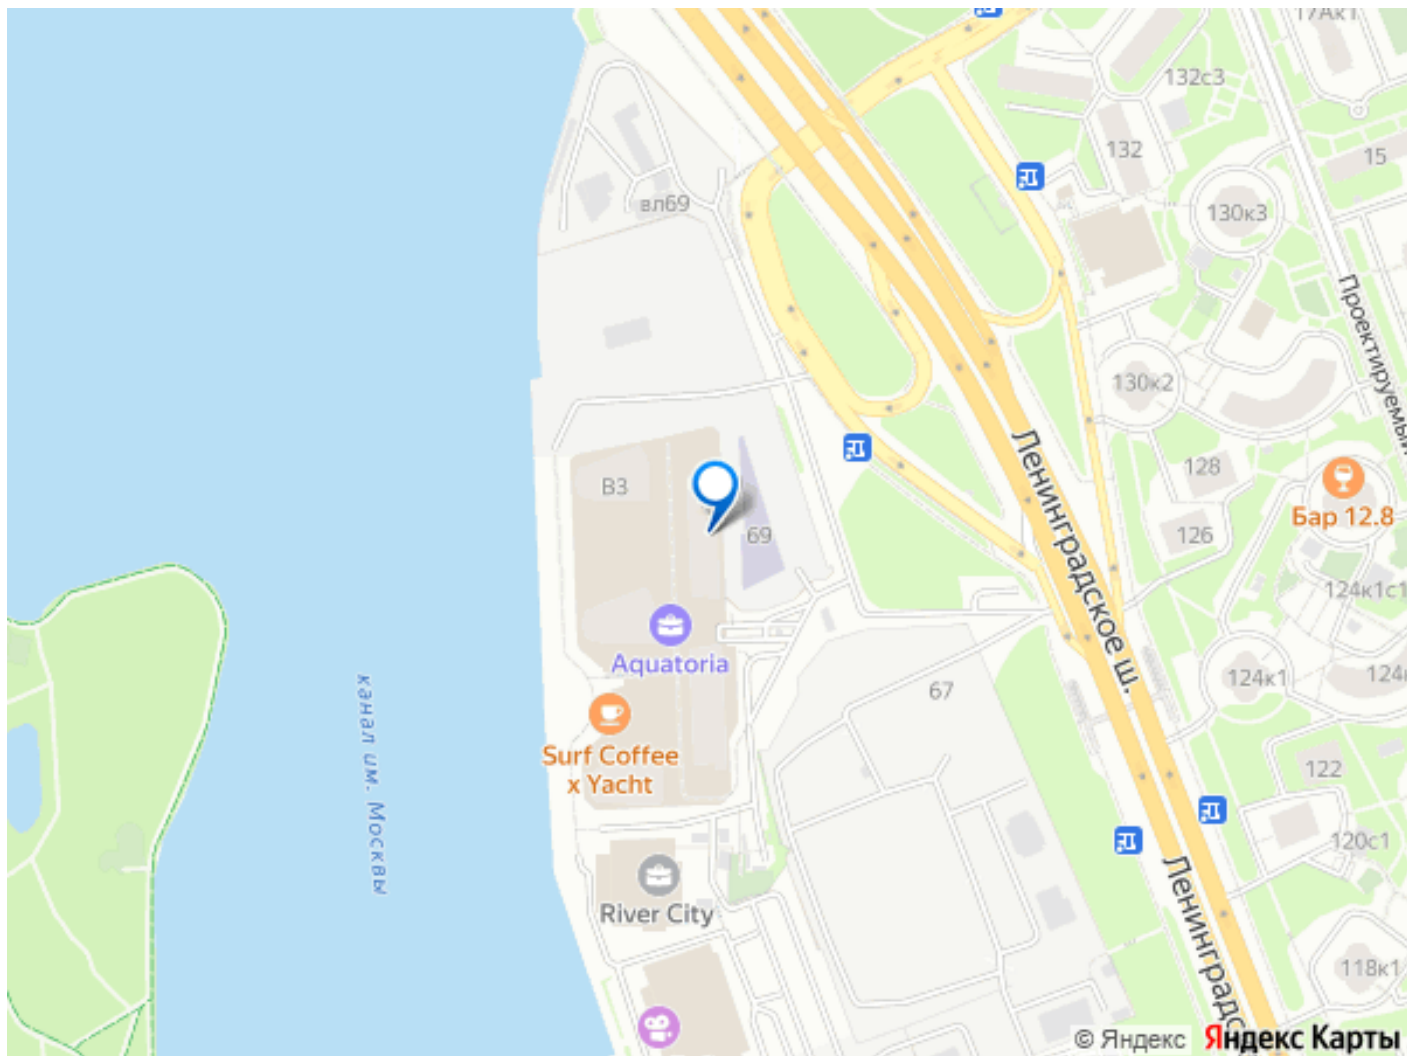 17Ак1
132с3
132
15
вл69
130к3
Проектируемый
130к2
Ленинградское ш.
128
В3
Бар 12.8
69
126
124к1с1
Aquatoria
124к1
67
канал им. Москвы
Surf Coffee
x Yacht
122
120с1
Ленинградс
River City
118к1
© Яндекс
Яндекс Карты